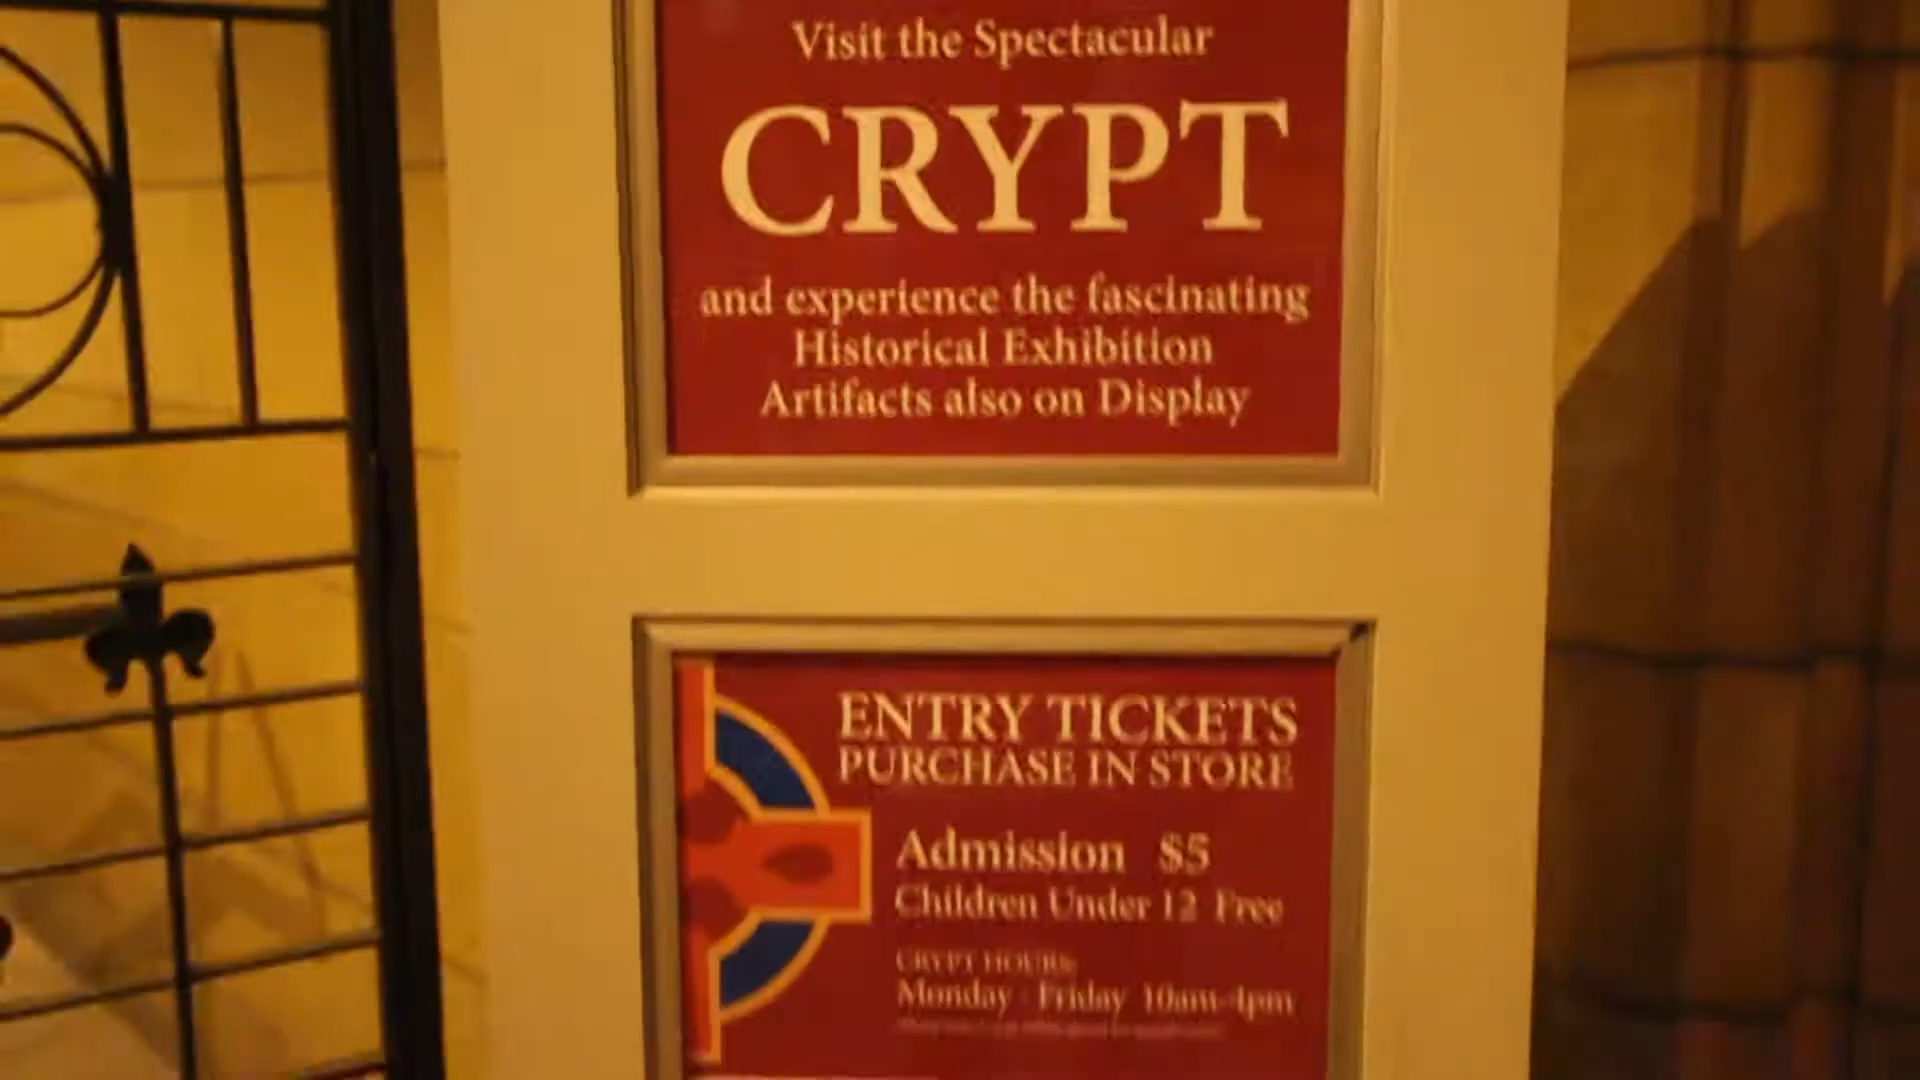 Visit the Spectacular
CRYPT
and experience the fascinating
Historical Exhibition
Artifacts also on Display
ENTRY TICKETS
PURCHASE IN STORE
Admission $5
Children Under 12 Free
CRYPT HOURS:
Monday - Friday 10am-4pm